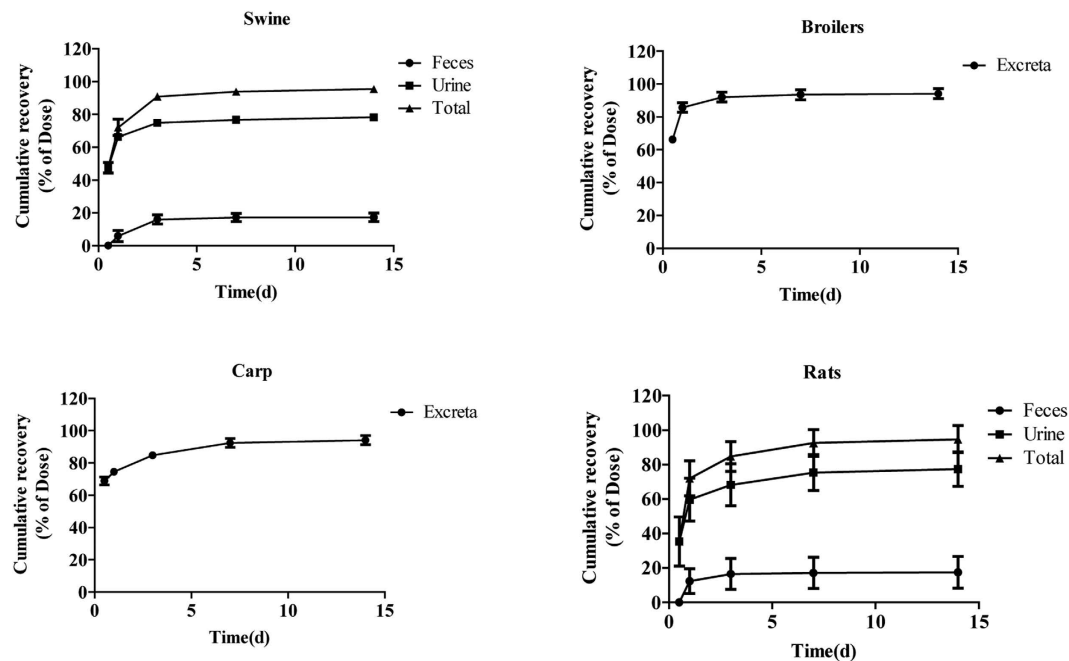 Swine
Cumulative recovery
(% of Dose)
120
100
80
60
40
20
0
0 5 10 15
Time(d)
Feces
Urine
Total
Broilers
Cumulative recovery
(% of Dose)
120
100
80
60
40
20
0
0 5 10 15
Time(d)
Excreta
Carp
Cumulative recovery
(% of Dose)
120
100
80
60
40
20
0
0 5 10 15
Time(d)
Excreta
Rats
Cumulative recovery
(% of Dose)
120
100
80
60
40
20
0
0 5 10 15
Time(d)
Feces
Urine
Total